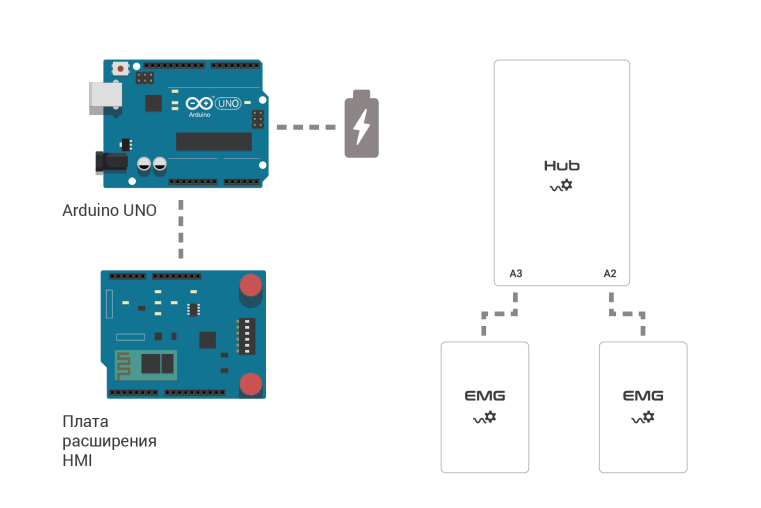 UNO
Arduino
Arduino UNO
Плата
расширения
HMI
Hub
A3
A2
EMG
EMG